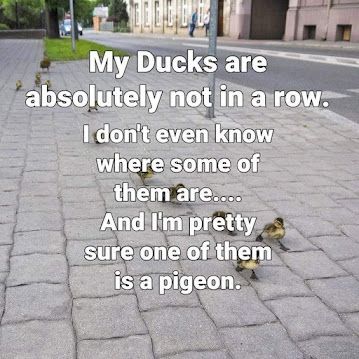 My Ducks are
absolutely not in a row.
I don't even know
where some of
them are....
And I'm pretty
sure one of them
is a pigeon.